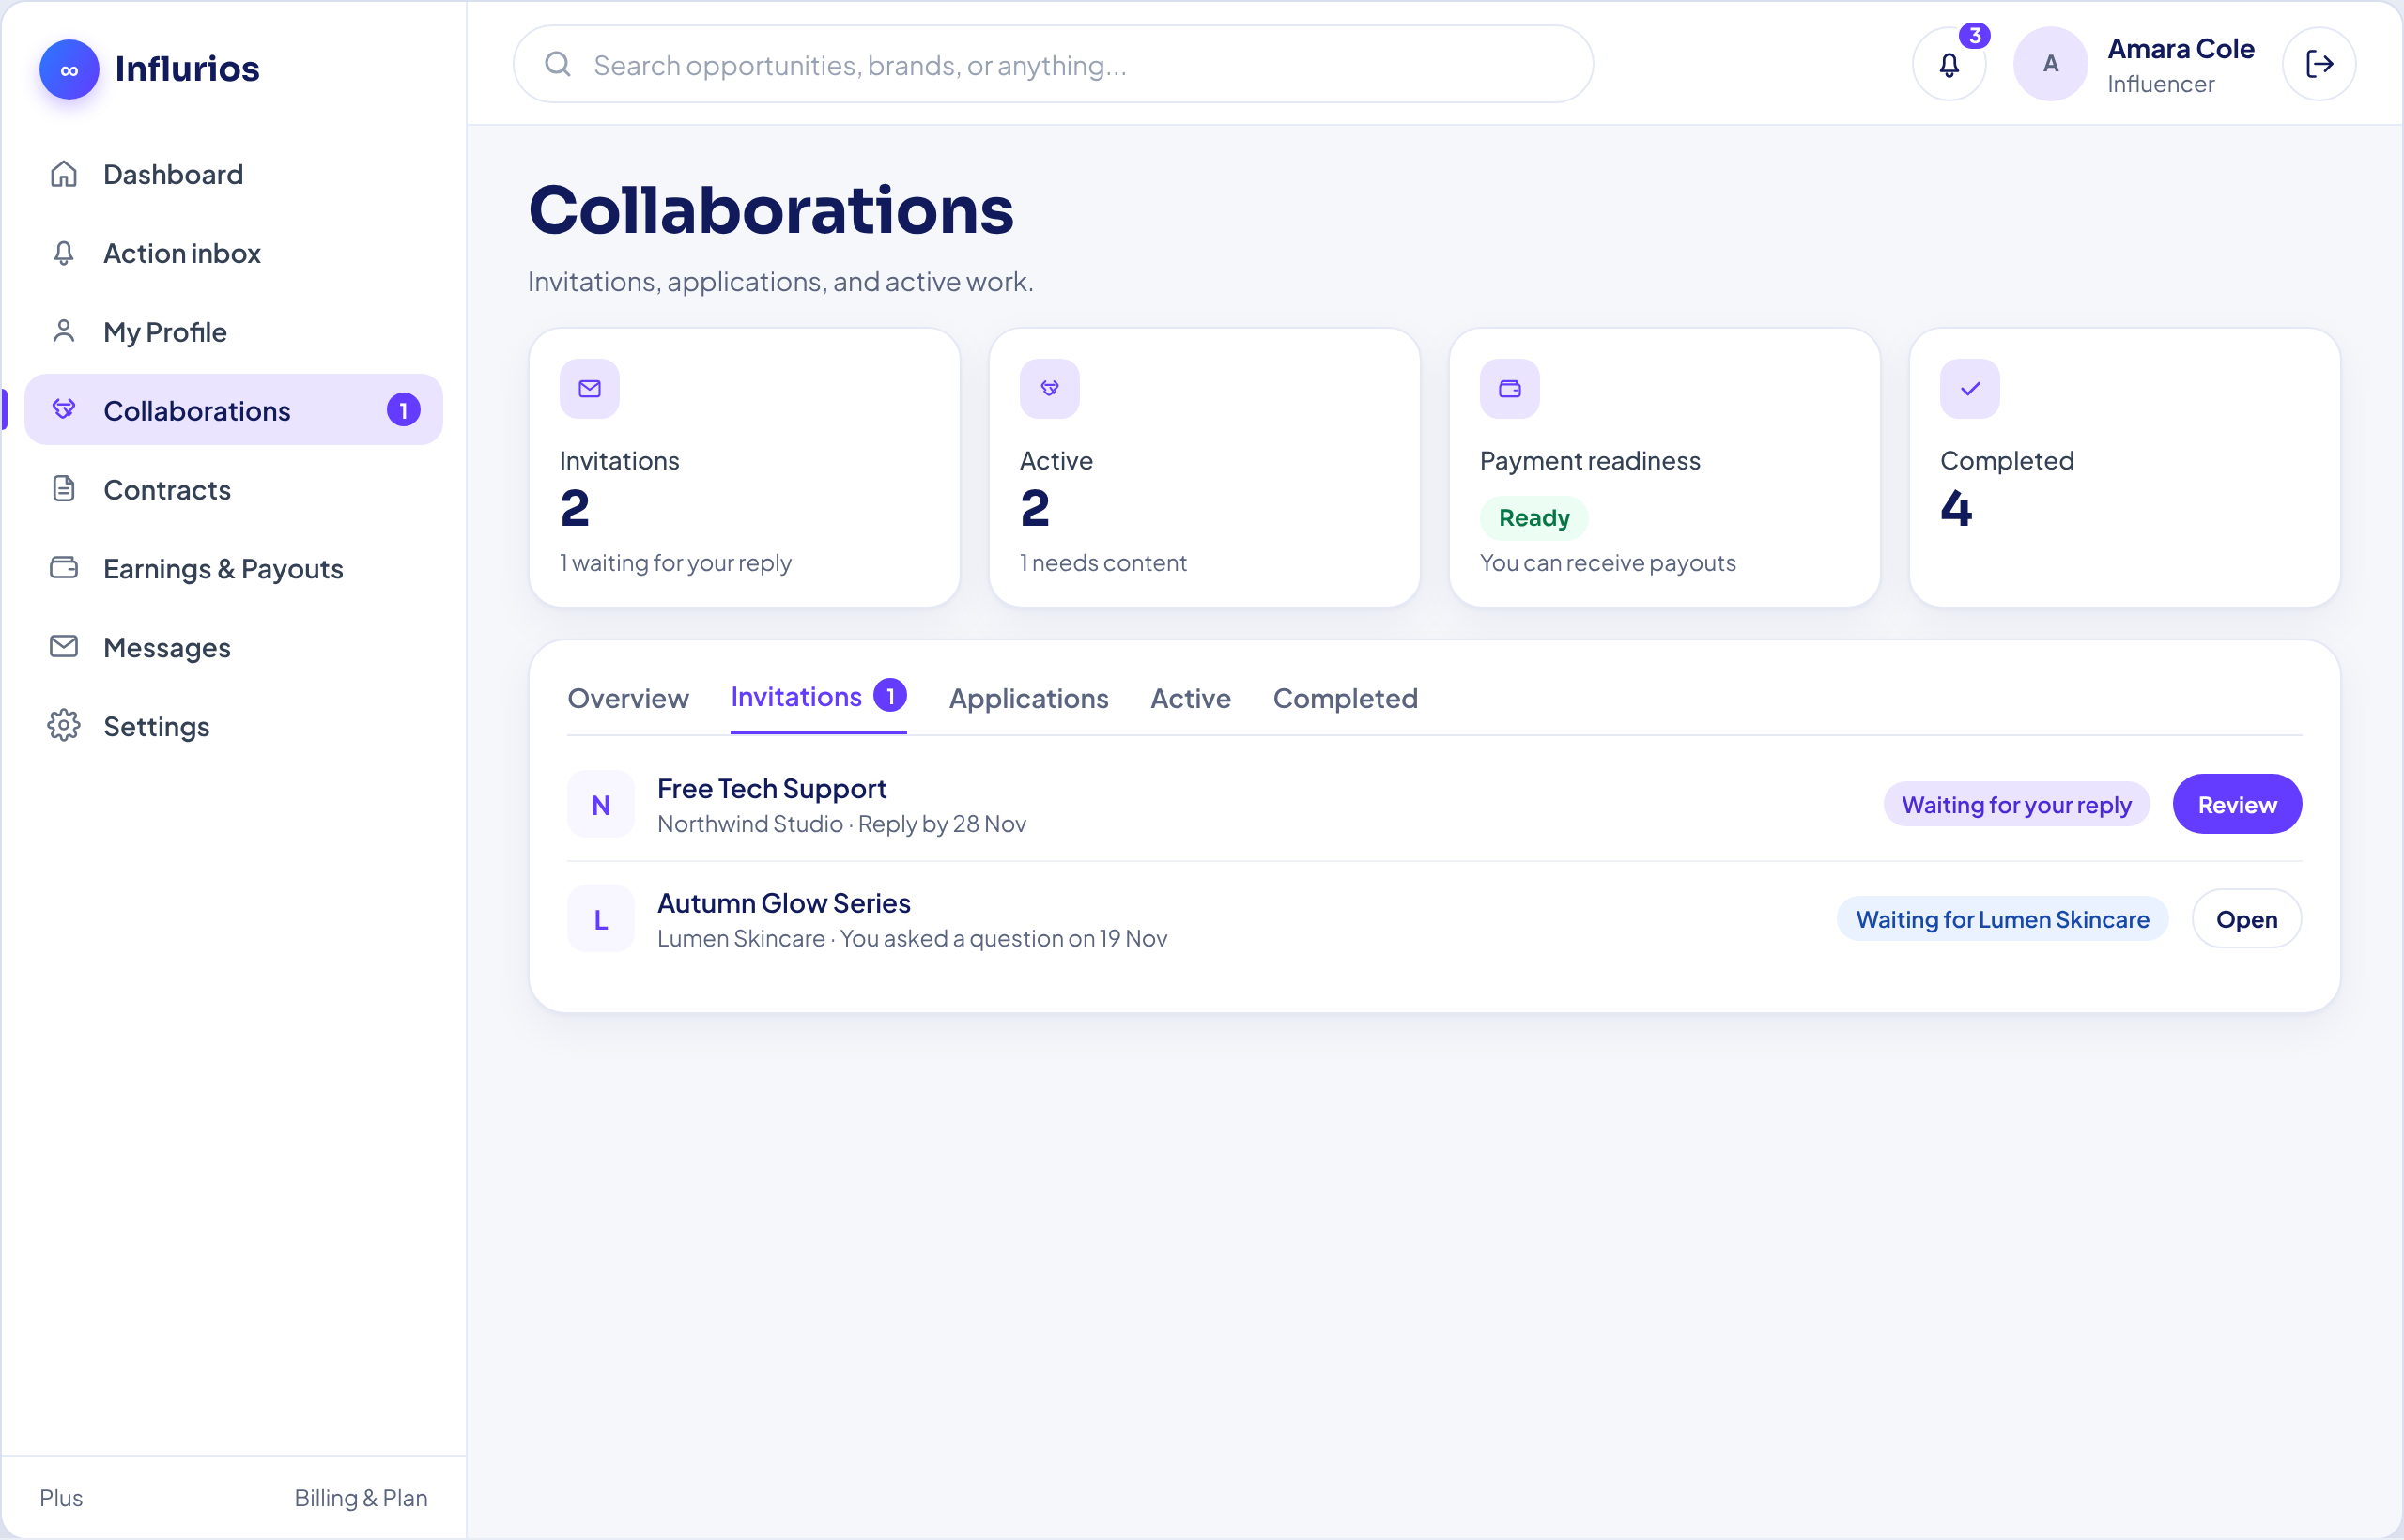 ∞ Influrios
Search opportunities, brands, or anything...
3
A
Amara Cole
Influencer
Dashboard
Action inbox
My Profile
Collaborations 1
Contracts
Earnings & Payouts
Messages
Settings
Plus
Billing & Plan
Collaborations
Invitations, applications, and active work.
Invitations
2
1 waiting for your reply
Active
2
1 needs content
Payment readiness
Ready
You can receive payouts
Completed
4
Overview Invitations 1 Applications Active Completed
N
Free Tech Support
Northwind Studio · Reply by 28 Nov
Waiting for your reply
Review
L
Autumn Glow Series
Lumen Skincare · You asked a question on 19 Nov
Waiting for Lumen Skincare
Open